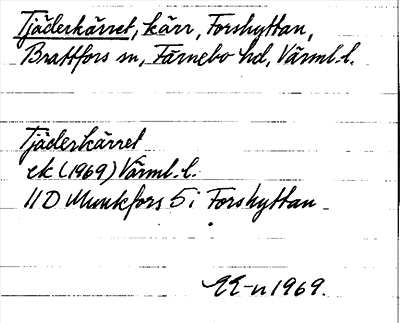 Tjäderkärret, kärr, Forshyttan,
Brattfors sn, Färnebo hd, Värml. l.
Tjäderkärret
ek (1969) Värml. l.
11 D Munkfors 5 i Forshyttan
EE-n 1969.